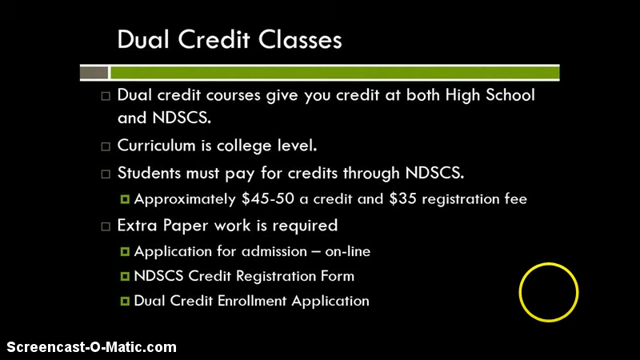 Dual Credit Classes
Dual credit courses give you credit at both High School
and NDSCS.
Curriculum is college level.
Students must pay for credits through NDSCS.
Approximately $45-50 a credit and $35 registration fee
Extra Paper work is required
Application for admission – on-line
NDSCS Credit Registration Form
Dual Credit Enrollment Application
Screencast-O-Matic.com